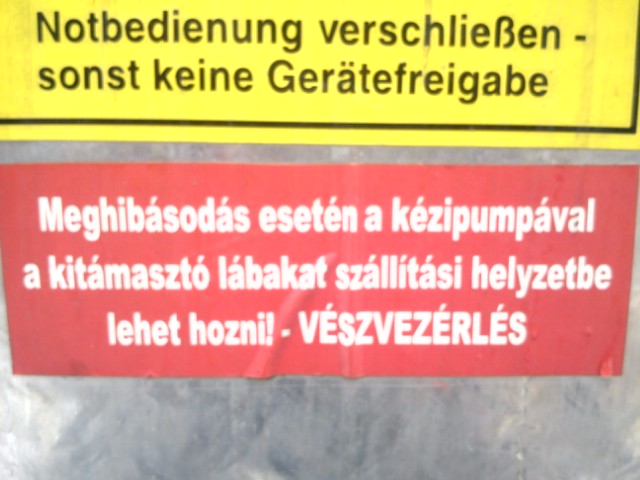 Notbedienung verschließen -
sonst keine Gerätefreigabe
Meghibásodás esetén a kézipumpával
a kitámasztó lábakat szállítási helyzetbe
lehet hozni! - VÉSZVEZÉRLÉS